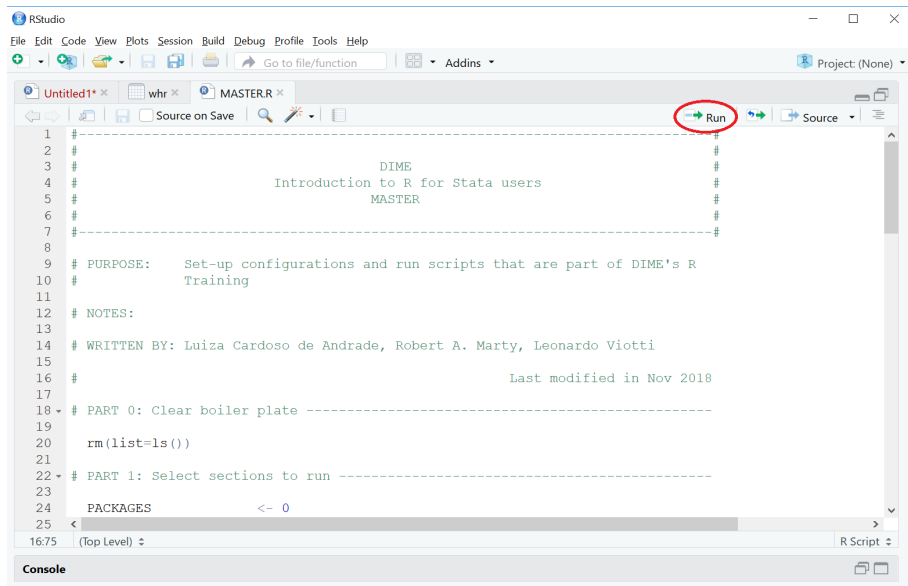 RStudio
File Edit Code View Plots Session Build Debug Profile Tools Help
Go to file/function Addins Project: (None)
Untitled1* whr MASTER.R
Source on Save Run Source
1 #------------------------------------------------------------------------------#
2 # #
3 # DIME #
4 # Introduction to R for Stata users #
5 # MASTER #
6 # #
7 #------------------------------------------------------------------------------#
8
9 # PURPOSE: Set-up configurations and run scripts that are part of DIME's R
10 # Training
11
12 # NOTES:
13
14 # WRITTEN BY: Luiza Cardoso de Andrade, Robert A. Marty, Leonardo Viotti
15
16 # Last modified in Nov 2018
17
18 # PART 0: Clear boiler plate --------------------------------------------------
19
20 rm(list=ls())
21
22 # PART 1: Select sections to run ----------------------------------------------
23
24 PACKAGES <- 0
25
16:75 (Top Level) R Script
Console